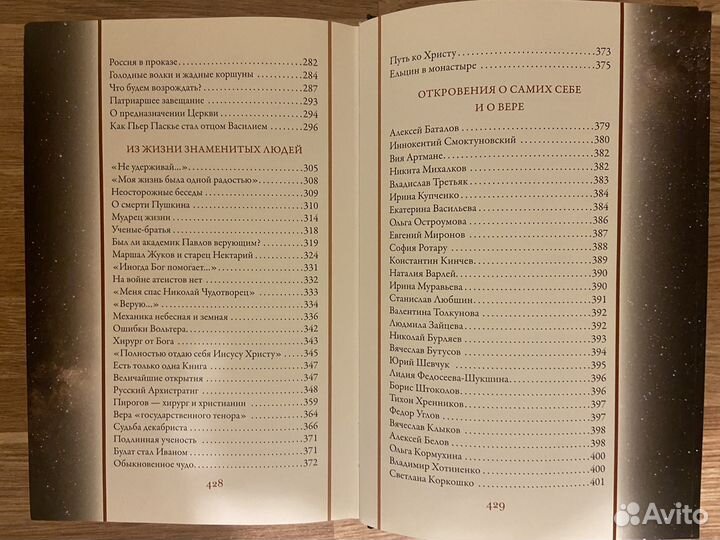 Россия в проказе 282
Голодные волки и жадные коршуны 284
Что будем возрождать? 287
Патриаршее завещание 293
О предназначении Церкви 294
Как Пьер Паскье стал отцом Василием 296
ИЗ ЖИЗНИ ЗНАМЕНИТЫХ ЛЮДЕЙ
«Не удерживай...» 305
«Моя жизнь была одной радостью» 308
Неосторожные беседы 309
О смерти Пушкина 310
Мудрец жизни 314
Ученые-братья 318
Был ли академик Павлов верующим? 319
Маршал Жуков и старец Нектарий 324
«Иногда Бог помогает...» 331
На войне атеистов нет 332
«Меня спас Николай Чудотворец» 333
«Верую...» 334
Механика небесная и земная 336
Ошибки Вольтера 342
Хирург от Бога 343
«Полностью отдаю себя Иисусу Христу» 345
Есть только одна Книга 347
Величайшие открытия 347
Русский Архистратиг 348
Пирогов — хирург и христианин 359
Вера «государственного тенора» 364
Судьба декабриста 366
Подлинная ученость 371
Булат стал Иваном 371
Обыкновенное чудо 372
428
Путь ко Христу 373
Ельцин в монастыре 375
ОТКРОВЕНИЯ О САМИХ СЕБЕ
И О ВЕРЕ
Алексей Баталов 379
Иннокентий Смоктуновский 380
Вия Артмане 382
Никита Михалков 382
Владислав Третьяк 383
Ирина Купченко 384
Екатерина Васильева 384
Ольга Остроумова 386
Евгений Миронов 387
София Ротару 388
Константин Кинчев 389
Наталия Варлей 390
Ирина Муравьева 390
Станислав Любшин 391
Валентина Толкунова 392
Людмила Зайцева 392
Николай Бурляев 393
Вячеслав Бутусов 394
Юрий Шевчук 395
Лидия Федосеева-Шукшина 396
Борис Штоколов 396
Тихон Хренников 397
Федор Углов 397
Вячеслав Клыков 398
Алексей Белов 398
Ольга Кормухина 400
Владимир Хотиненко 400
Светлана Коркошко 401
429
Avito